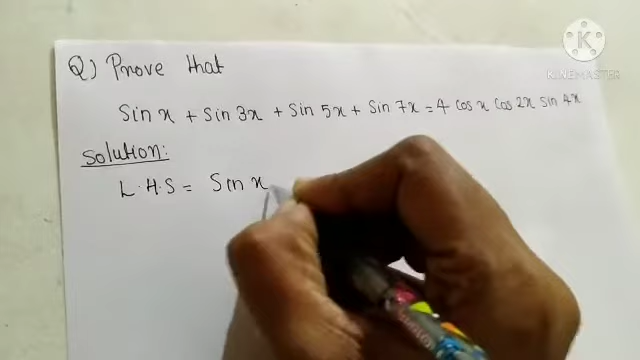 Q) Prove that
Sin x + Sin 3x + Sin 5x + Sin 7x = 4 Cos x Cos 2x Sin 4x
Solution:
L.H.S = Sin x
KINEMASTER